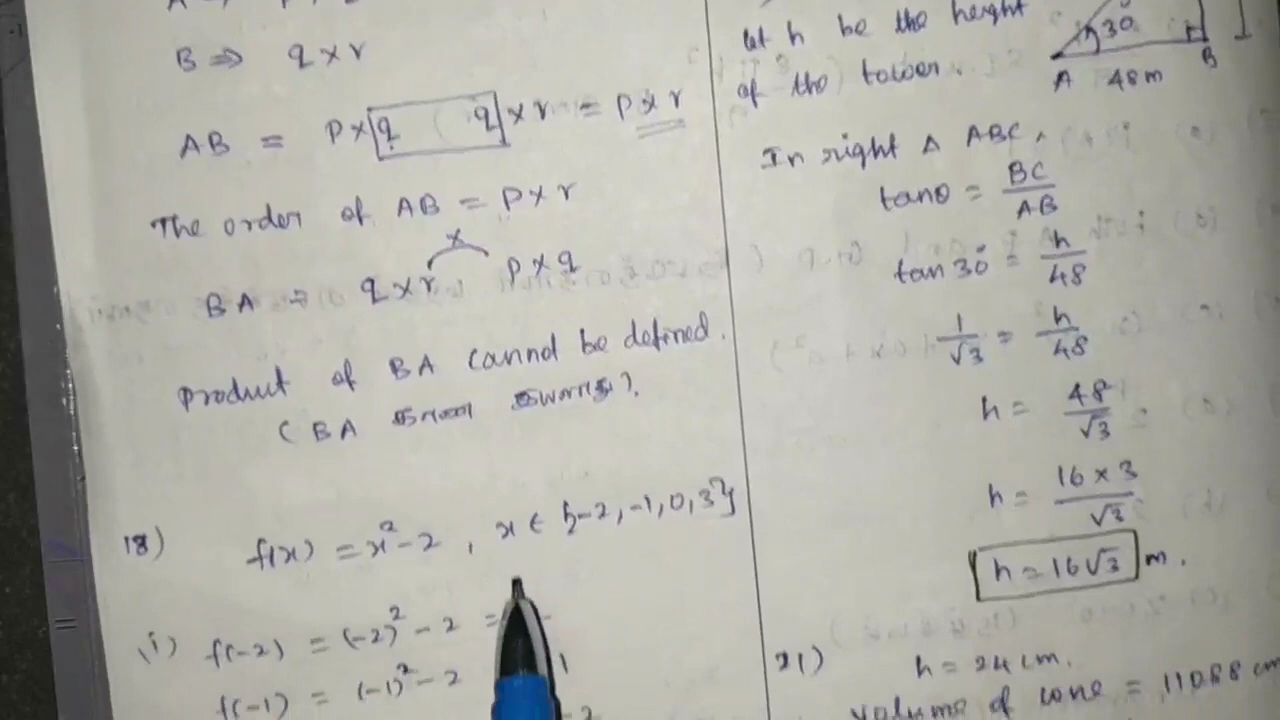 B ⇒ q × r
AB = p × q q × r = p × r
The order of AB = p × r
×
BA = q × r p × q
product of BA cannot be defined.
( BA
18) f(x) = x² - 2 , x ∈ {-2, -1, 0, 3}
(i) f(-2) = (-2)² - 2 =
f(-1) = (-1)² - 2 1
-2
let h be the height
of the tower.
30°
A 48m B
In right Δ ABC,
tanθ = BC/AB
tan 30° = h/48
1/√3 = h/48
h = 48/√3
h = 16 × 3/√3
h = 16√3 m.
21) h = 24 cm.
volume of cone = 11088 cm